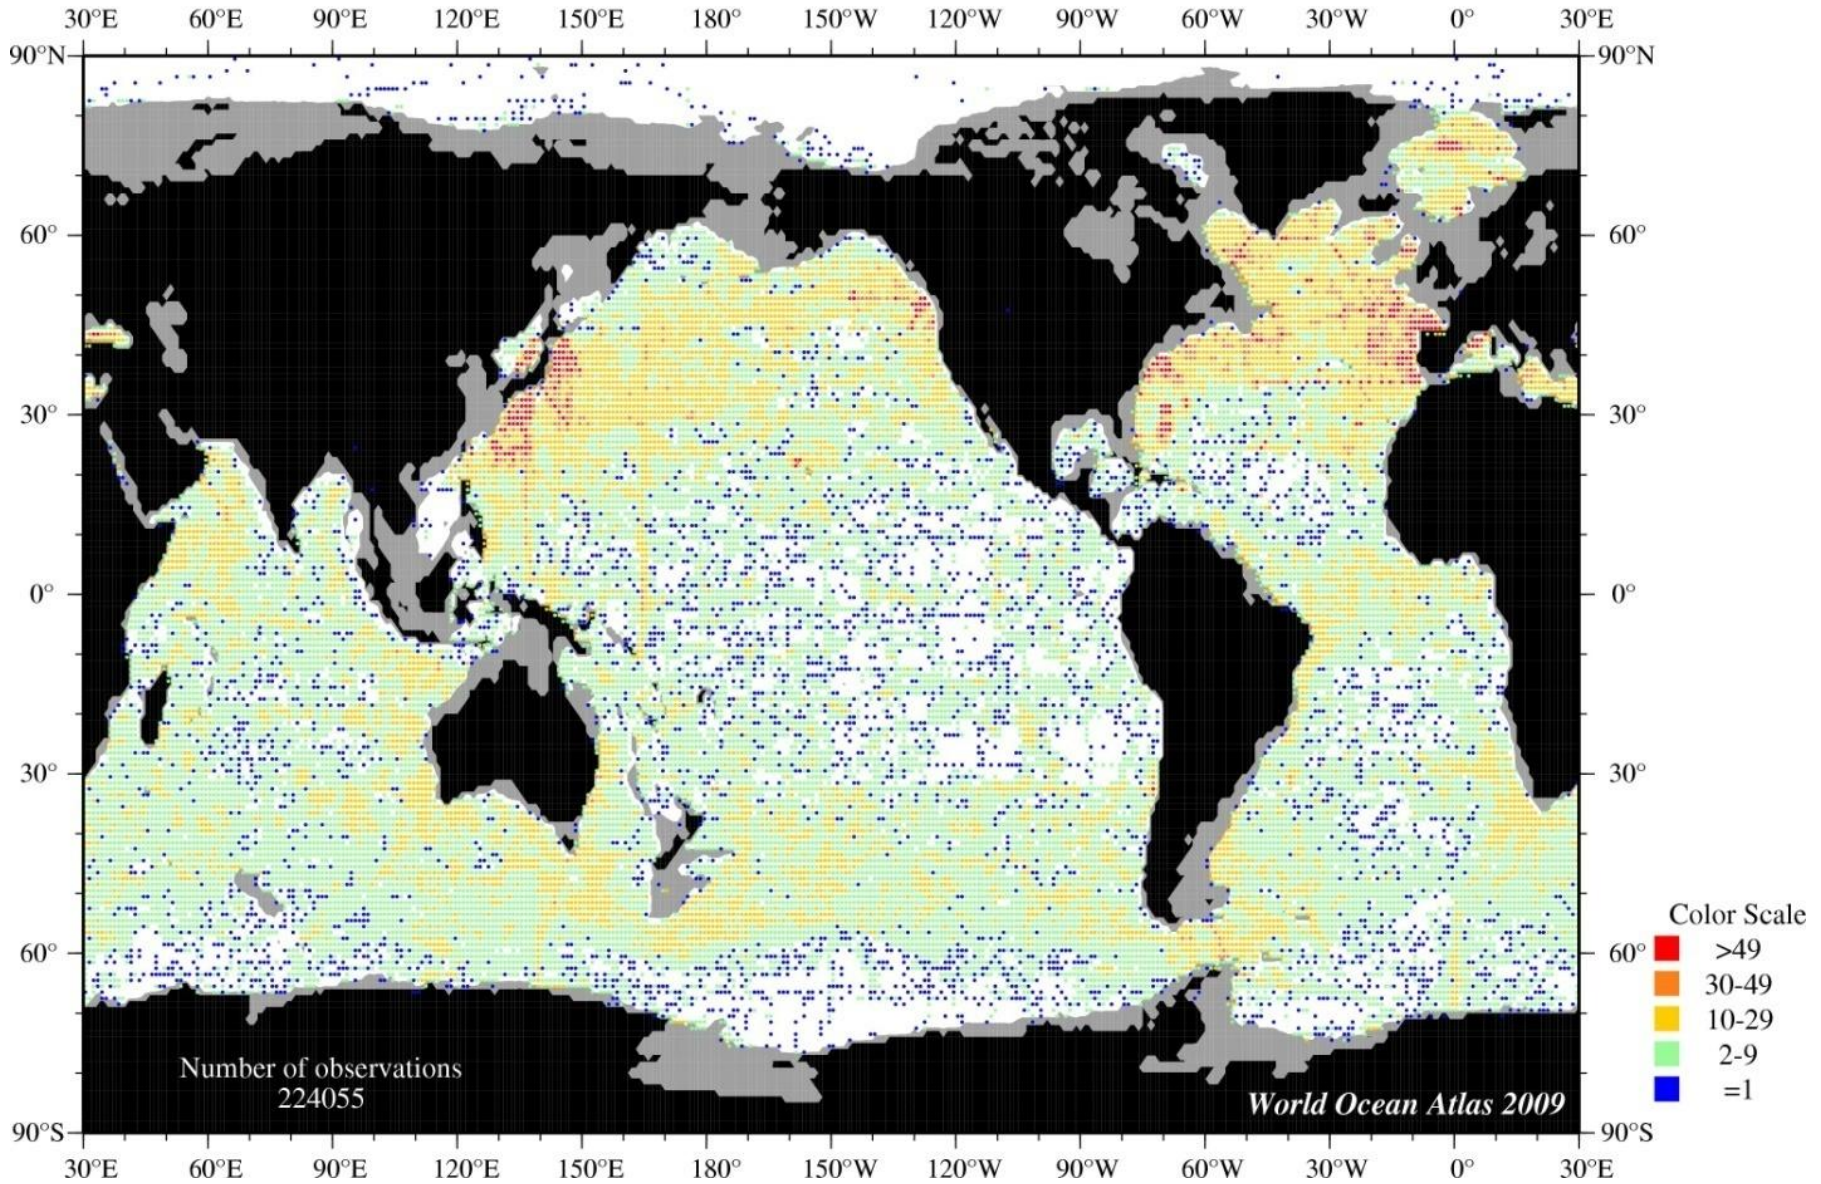 30°E 60°E 90°E 120°E 150°E 180° 150°W 120°W 90°W 60°W 30°W 0° 30°E
90°N 90°N
60° 60°
30° 30°
0° 0°
30° 30°
Color Scale
60° 60° >49
30-49
10-29
Number of observations 2-9
224055 World Ocean Atlas 2009 =1
90°S 90°S
30°E 60°E 90°E 120°E 150°E 180° 150°W 120°W 90°W 60°W 30°W 0° 30°E